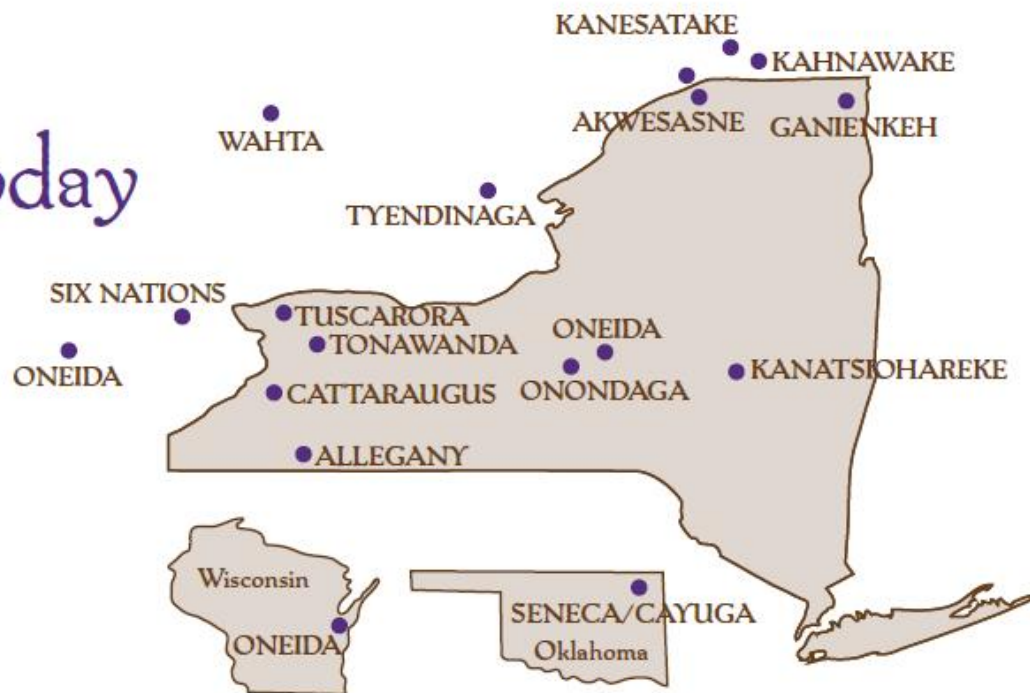 KANESATAKE
KAHNAWAKE
AKWESASNE
GANIENKEH
WAHTA
TYENDINAGA
SIX NATIONS
ONEIDA
TUSCARORA
TONAWANDA
ONEIDA
ONONDAGA
KANATSIOHAREKE
CATTARAUGUS
ALLEGANY
Wisconsin
ONEIDA
SENECA/CAYUGA
Oklahoma